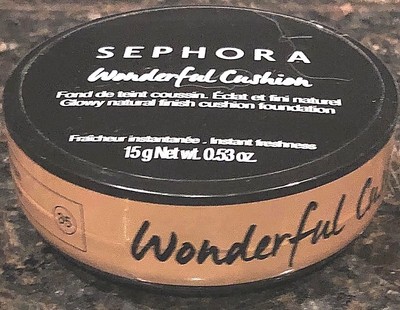 SEPHORA
Wonderful Cushion
Fond de teint coussin. Éclat et fini naturel
Glowy natural finish cushion foundation
Fraîcheur instantanée . Instant freshness
15 g Net wt. 0.53 oz.
35
Wonderful Cu